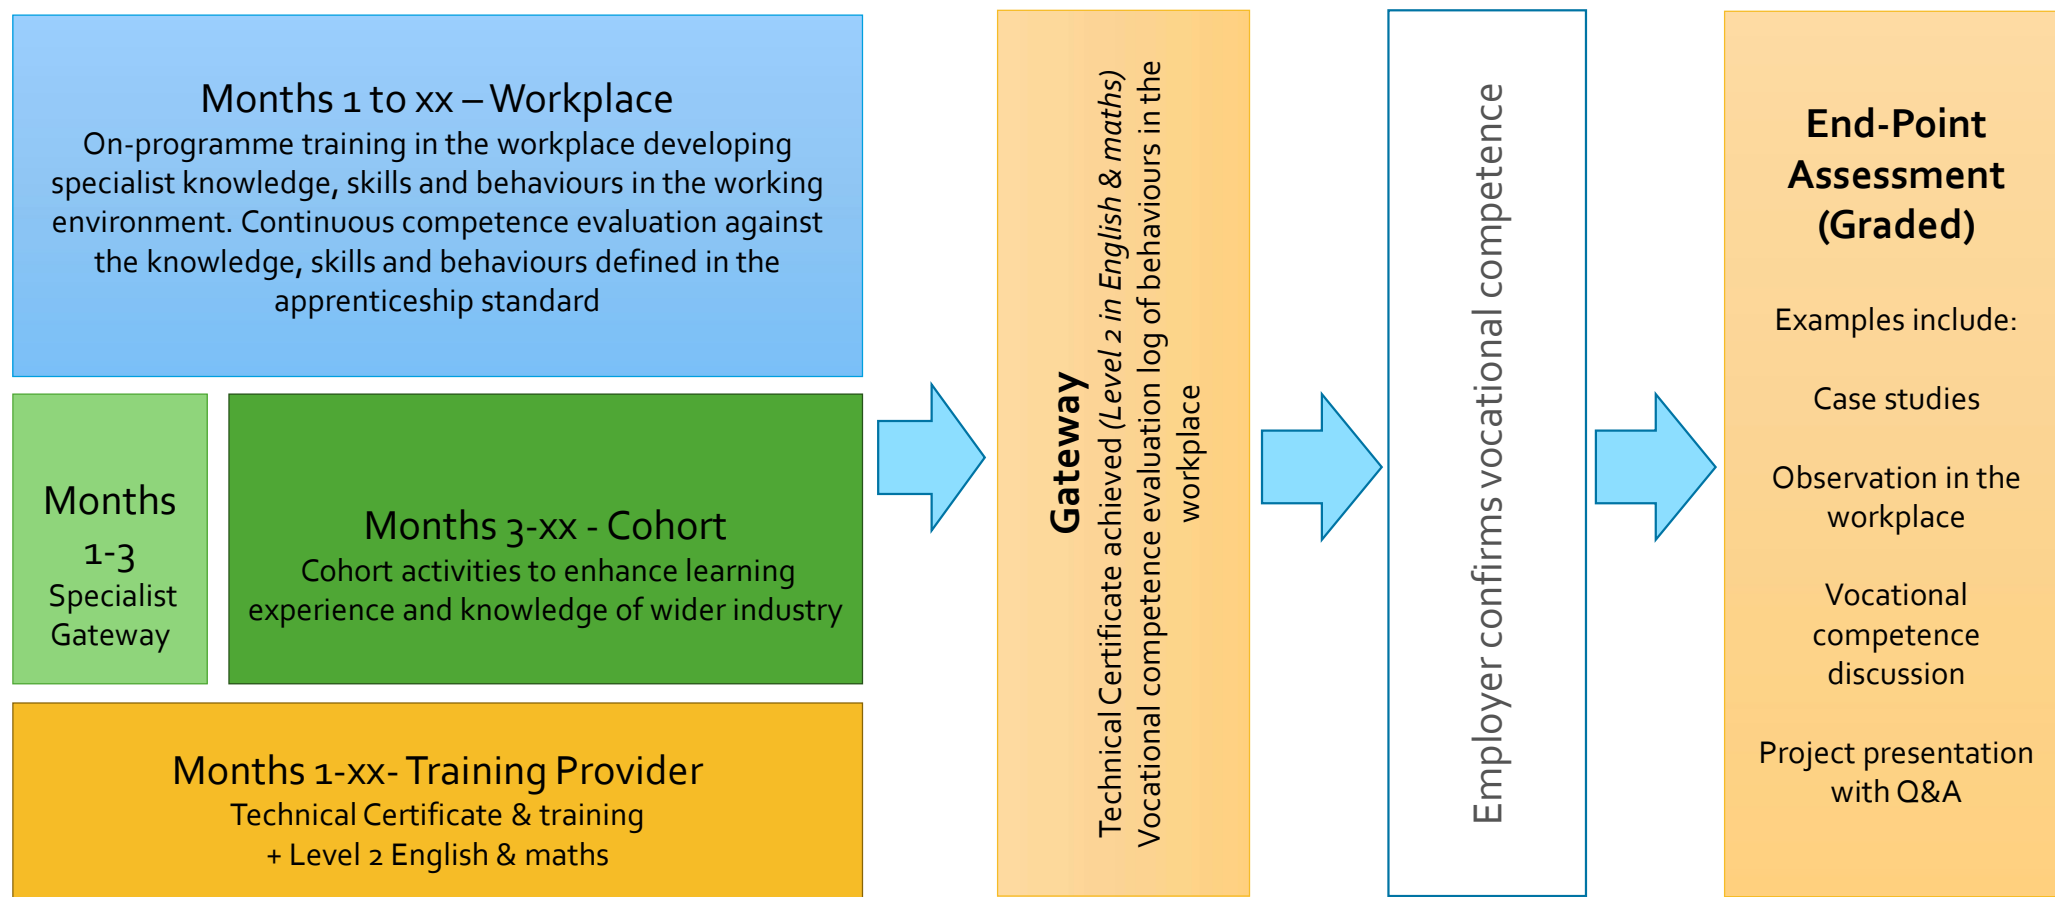 Months 1 to xx – Workplace
On-programme training in the workplace developing
specialist knowledge, skills and behaviours in the working
environment. Continuous competence evaluation against
the knowledge, skills and behaviours defined in the
apprenticeship standard
Months
1-3
Specialist
Gateway
Months 3-xx - Cohort
Cohort activities to enhance learning
experience and knowledge of wider industry
Months 1-xx- Training Provider
Technical Certificate & training
+ Level 2 English & maths
Gateway
Technical Certificate achieved (Level 2 in English & maths)
Vocational competence evaluation log of behaviours in the
workplace
Employer confirms vocational competence
End-Point
Assessment
(Graded)
Examples include:
Case studies
Observation in the
workplace
Vocational
competence
discussion
Project presentation
with Q&A